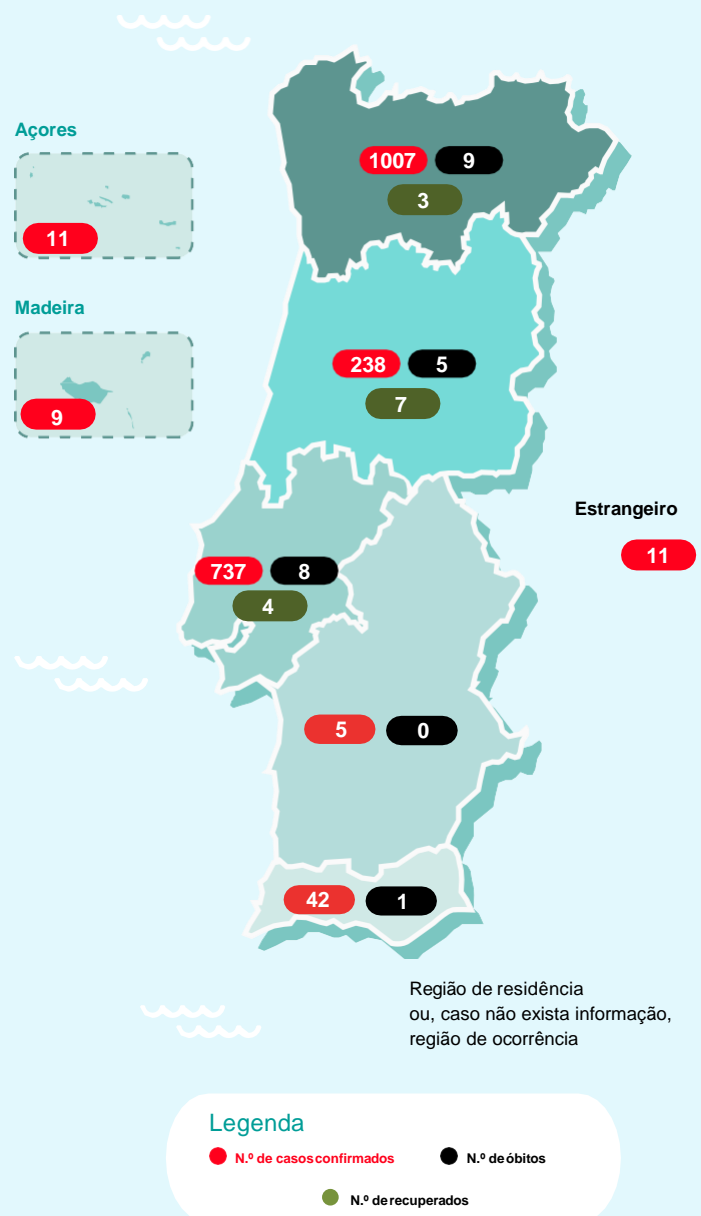 Açores
11
Madeira
9
1007 9
3
238 5
7
Estrangeiro
11
737 8
4
5 0
42 1
Região de residência
ou, caso não exista informação,
região de ocorrência
Legenda
N.º de casos confirmados N.º de óbitos
N.º de recuperados